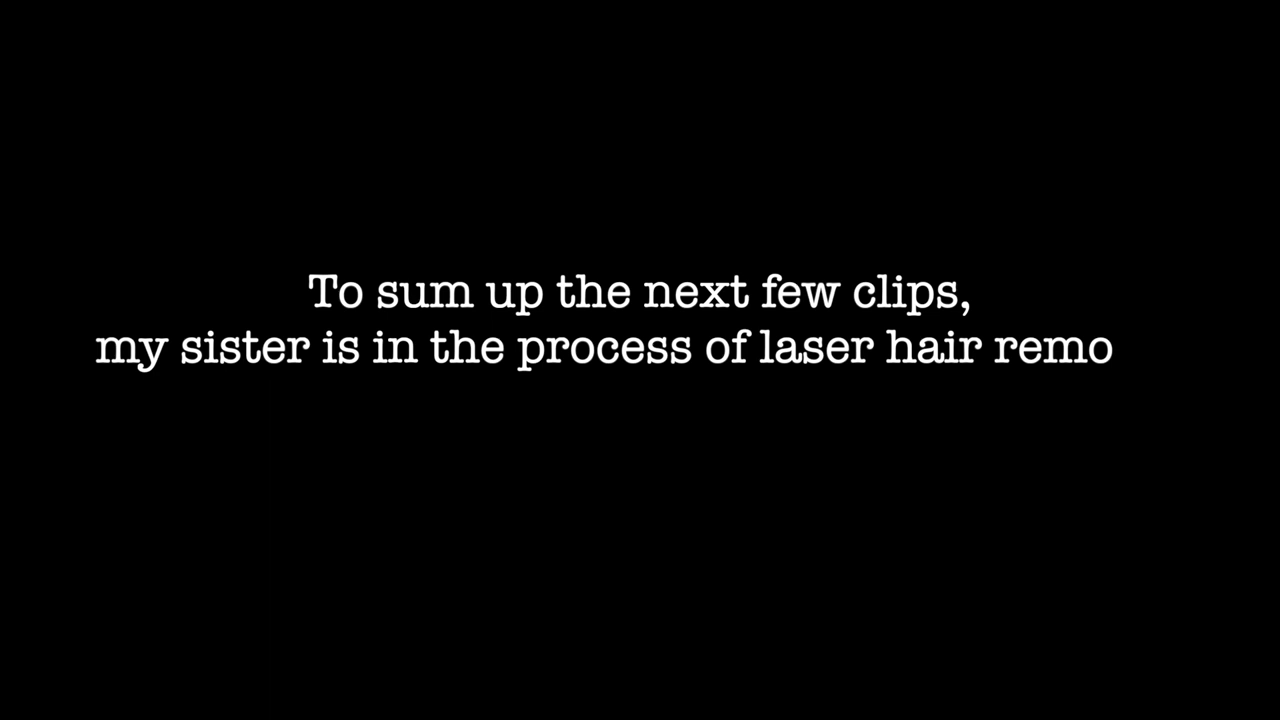 To sum up the next few clips,
my sister is in the process of laser hair remo